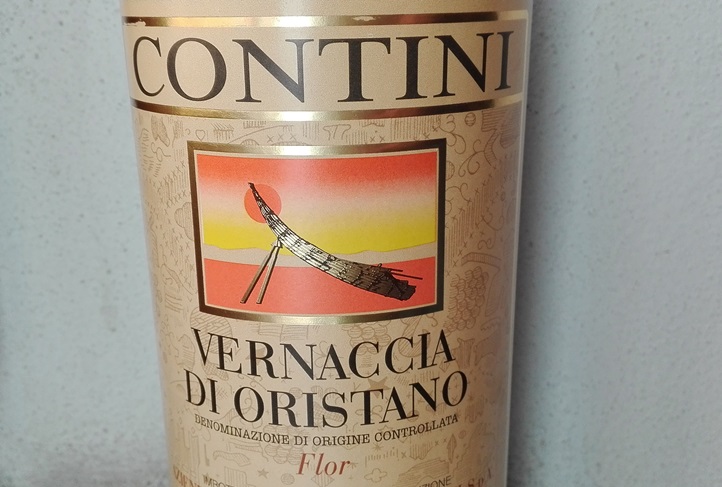 CONTINI
VERNACCIA
DI ORISTANO
DENOMINAZIONE DI ORIGINE CONTROLLATA
Flor